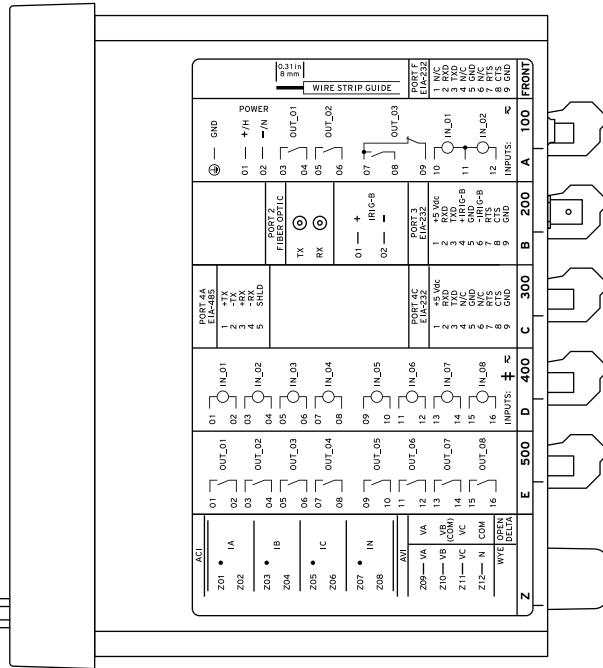 0.31 in
8 mm
WIRE STRIP GUIDE
PORT F
EIA-232
1 N/C
2 RXD
3 TXD
4 N/C
5 GND
6 N/C
7 RTS
8 CTS
9 GND
FRONT
POWER
GND
01 +/H
02 −/N
OUT_01
03 04
OUT_02
05 06
OUT_03
07 08 09
IN_01
IN_02
10 11 12
INPUTS:
A 100
PORT 2
FIBER OPTIC
TX
RX
IRIG-B
01 +
02 −
PORT 3
EIA-232
1 +5 Vdc
2 RXD
3 TXD
4 +IRIG-B
5 GND
6 -IRIG-B
7 RTS
8 CTS
9 GND
B 200
PORT 4A
EIA-485
1 +TX
2 -TX
3 +RX
4 -RX
5 SHLD
PORT 4C
EIA-232
1 +5 Vdc
2 RXD
3 TXD
4 N/C
5 GND
6 N/C
7 RTS
8 CTS
9 GND
C 300
IN_01
01 02
IN_02
03 04
IN_03
05 06
IN_04
07 08
IN_05
09 10
IN_06
11 12
IN_07
13 14
IN_08
15 16
INPUTS:
D 400
OUT_01
01 02
OUT_02
03 04
OUT_03
05 06
OUT_04
07 08
OUT_05
09 10
OUT_06
11 12
OUT_07
13 14
OUT_08
15 16
E 500
ACI
Z01 IA
Z02
Z03 IB
Z04
Z05 IC
Z06
Z07 IN
Z08
AVI
Z09 VA VA
Z10 VB VB
(COM)
Z11 VC VC
Z12 N COM
WYE OPEN
DELTA
Z